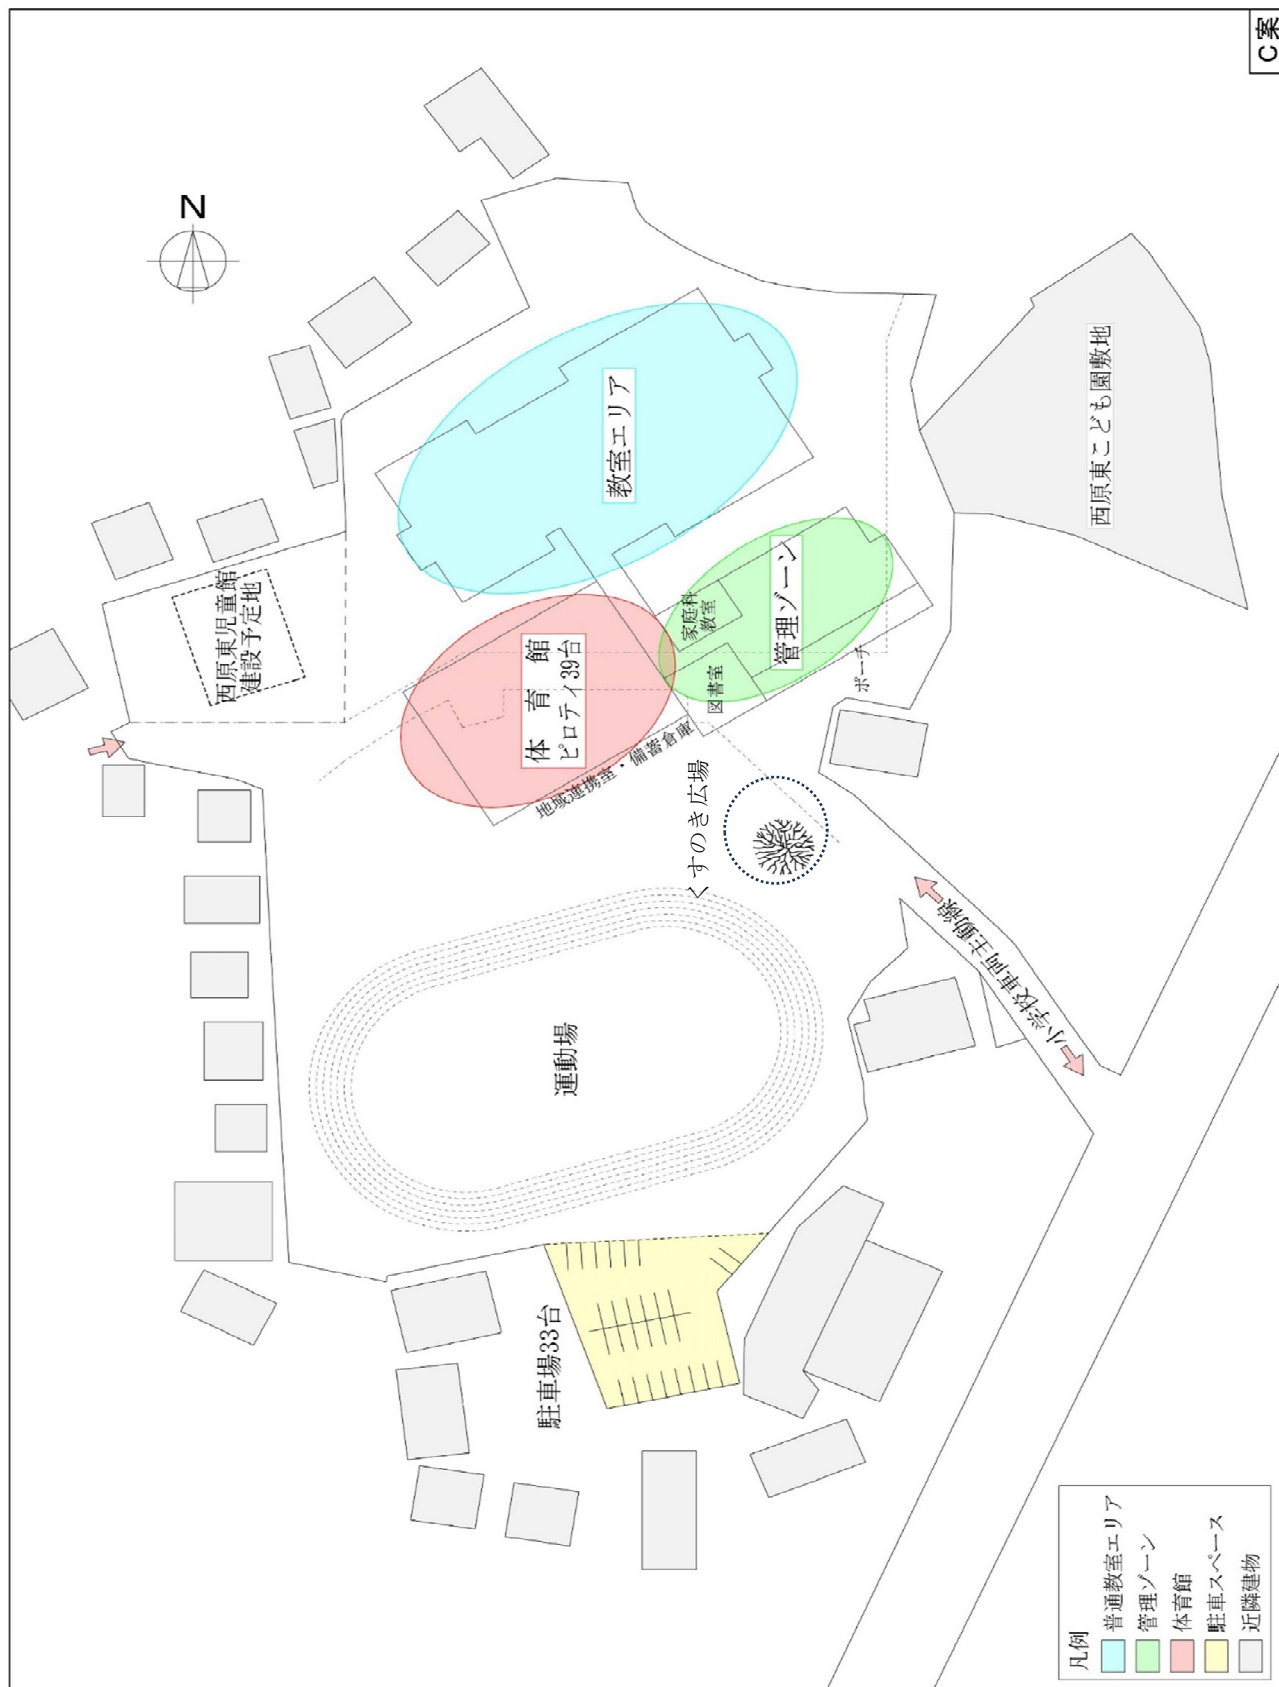 C案
N
西原東児童館
建設予定地
教室エリア
体 育 館
ピロティ39台
家庭科
教室
図書室
管理ゾーン
ポーチ
地域連携室・備蓄倉庫
くすのき広場
西原東こども園敷地
運動場
小学校車両主動線
駐車場33台
凡例
普通教室エリア
管理ゾーン
体育館
駐車スペース
近隣建物